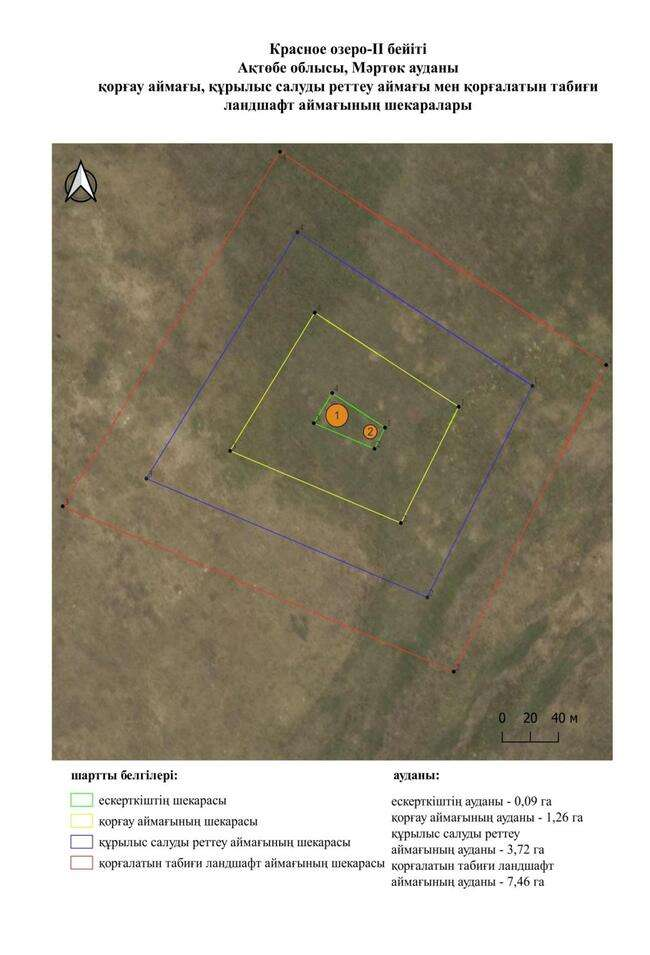 Красное озеро-II бейіті
Ақтөбе облысы, Мәртөк ауданы
қорғау аймағы, құрылыс салуды реттеу аймағы мен қорғалатын табиғи
ландшафт аймағының шекаралары
1
2
0 20 40 м
шартты белгілері:
ескерткіштің шекарасы
қорғау аймағының шекарасы
құрылыс салуды реттеу аймағының шекарасы
қорғалатын табиғи ландшафт аймағының шекарасы
ауданы:
ескерткіштің ауданы - 0,09 га
қорғау аймағының ауданы - 1,26 га
құрылыс салуды реттеу
аймағының ауданы - 3,72 га
қорғалатын табиғи ландшафт
аймағының ауданы - 7,46 га